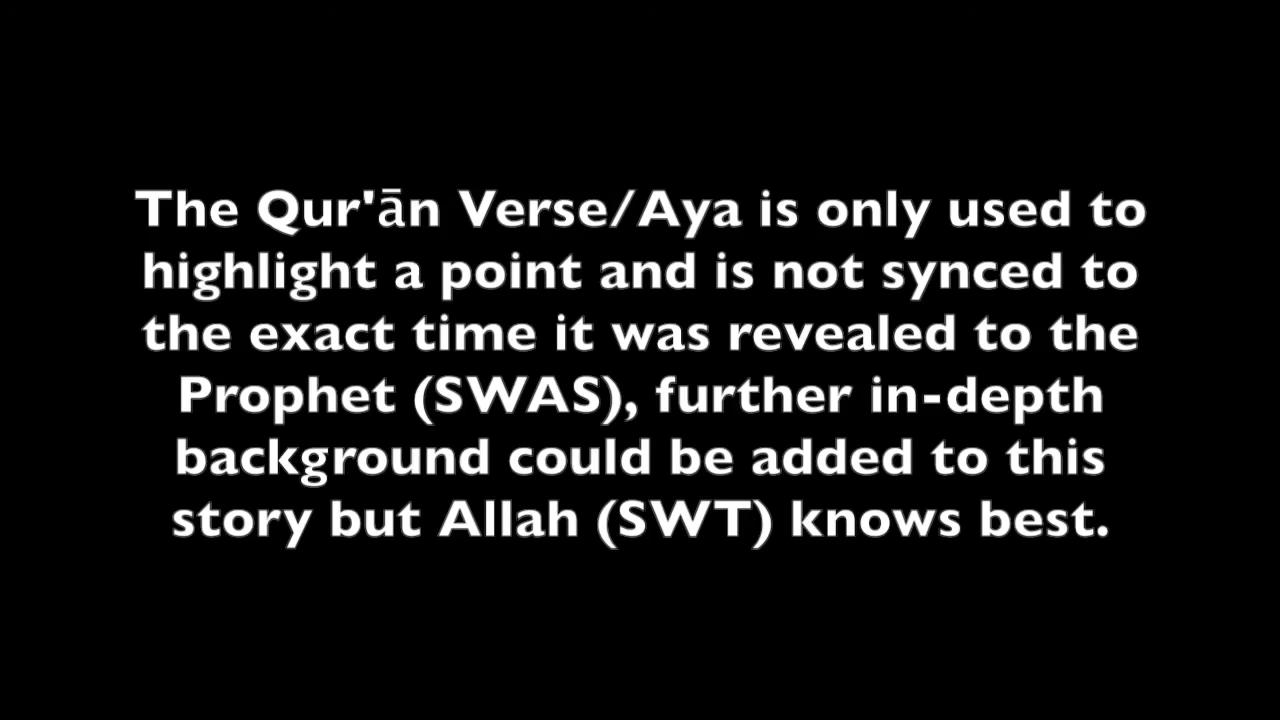 The Qur'ān Verse/Aya is only used to
highlight a point and is not synced to
the exact time it was revealed to the
Prophet (SWAS), further in-depth
background could be added to this
story but Allah (SWT) knows best.